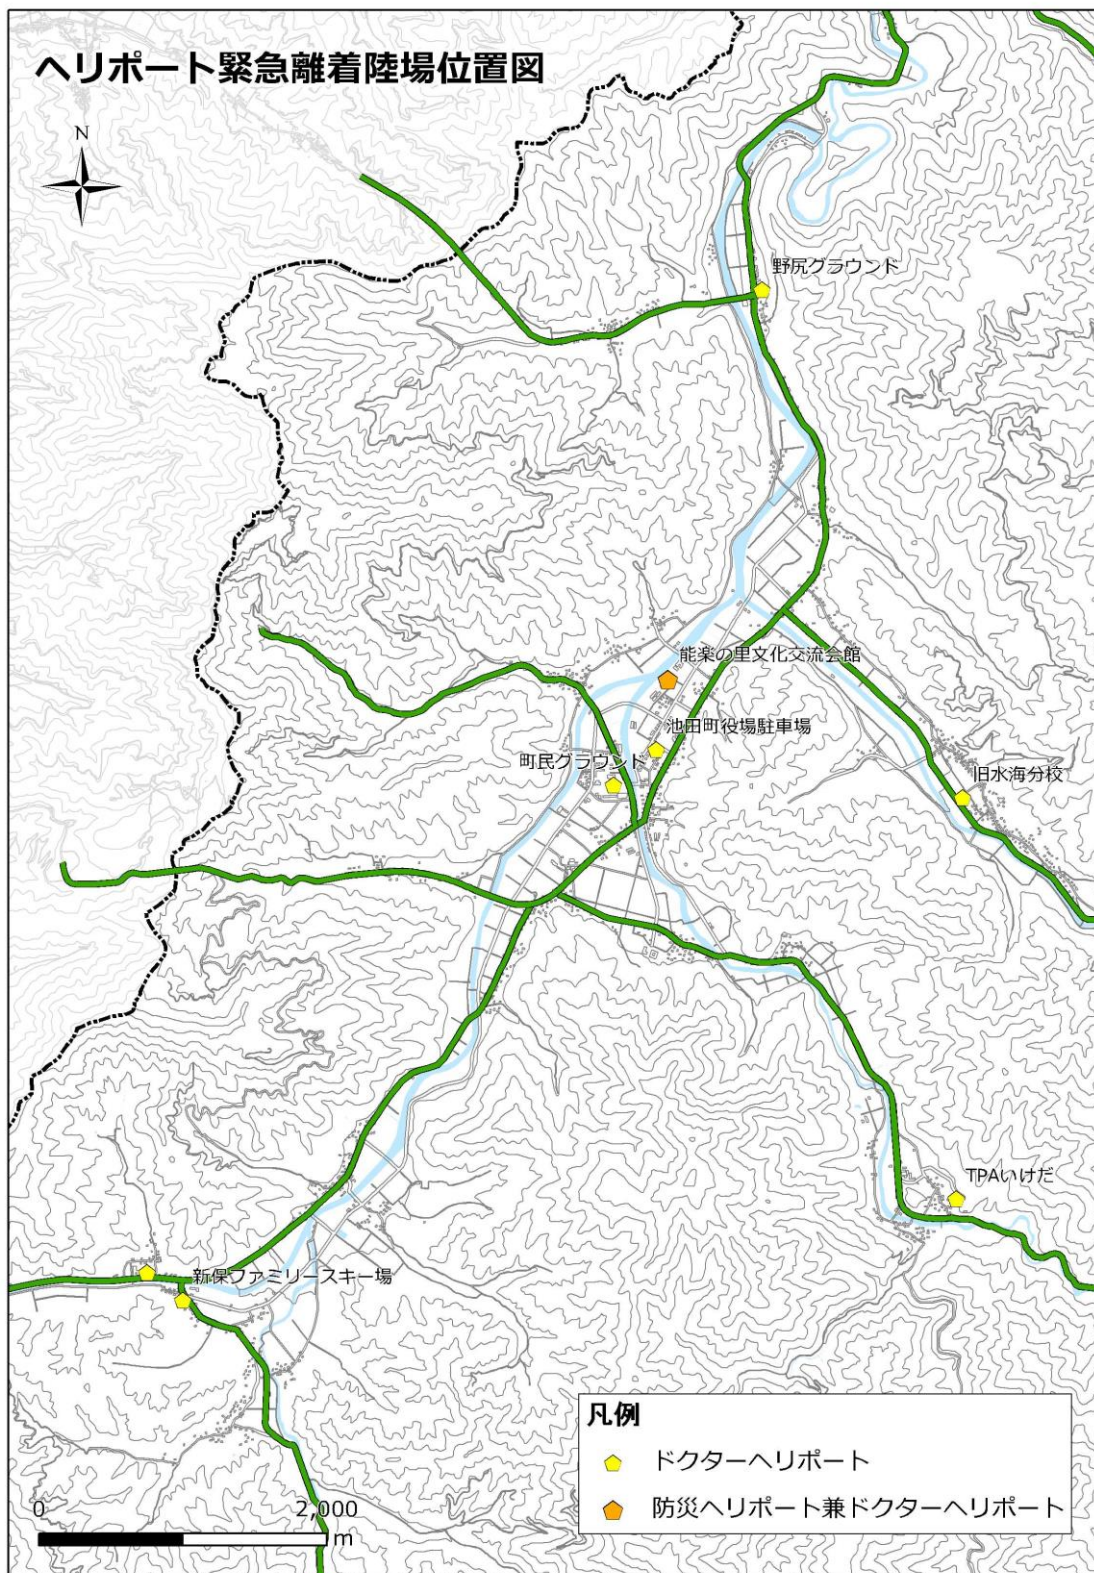 ヘリポート緊急離着陸場位置図
N
野尻グラウンド
能楽の里文化交流会館
池田町役場駐車場
町民グラウンド
旧水海分校
TPAいけだ
新保ファミリースキー場
凡例
ドクターヘリポート
防災ヘリポート兼ドクターヘリポート
0 2,000
m